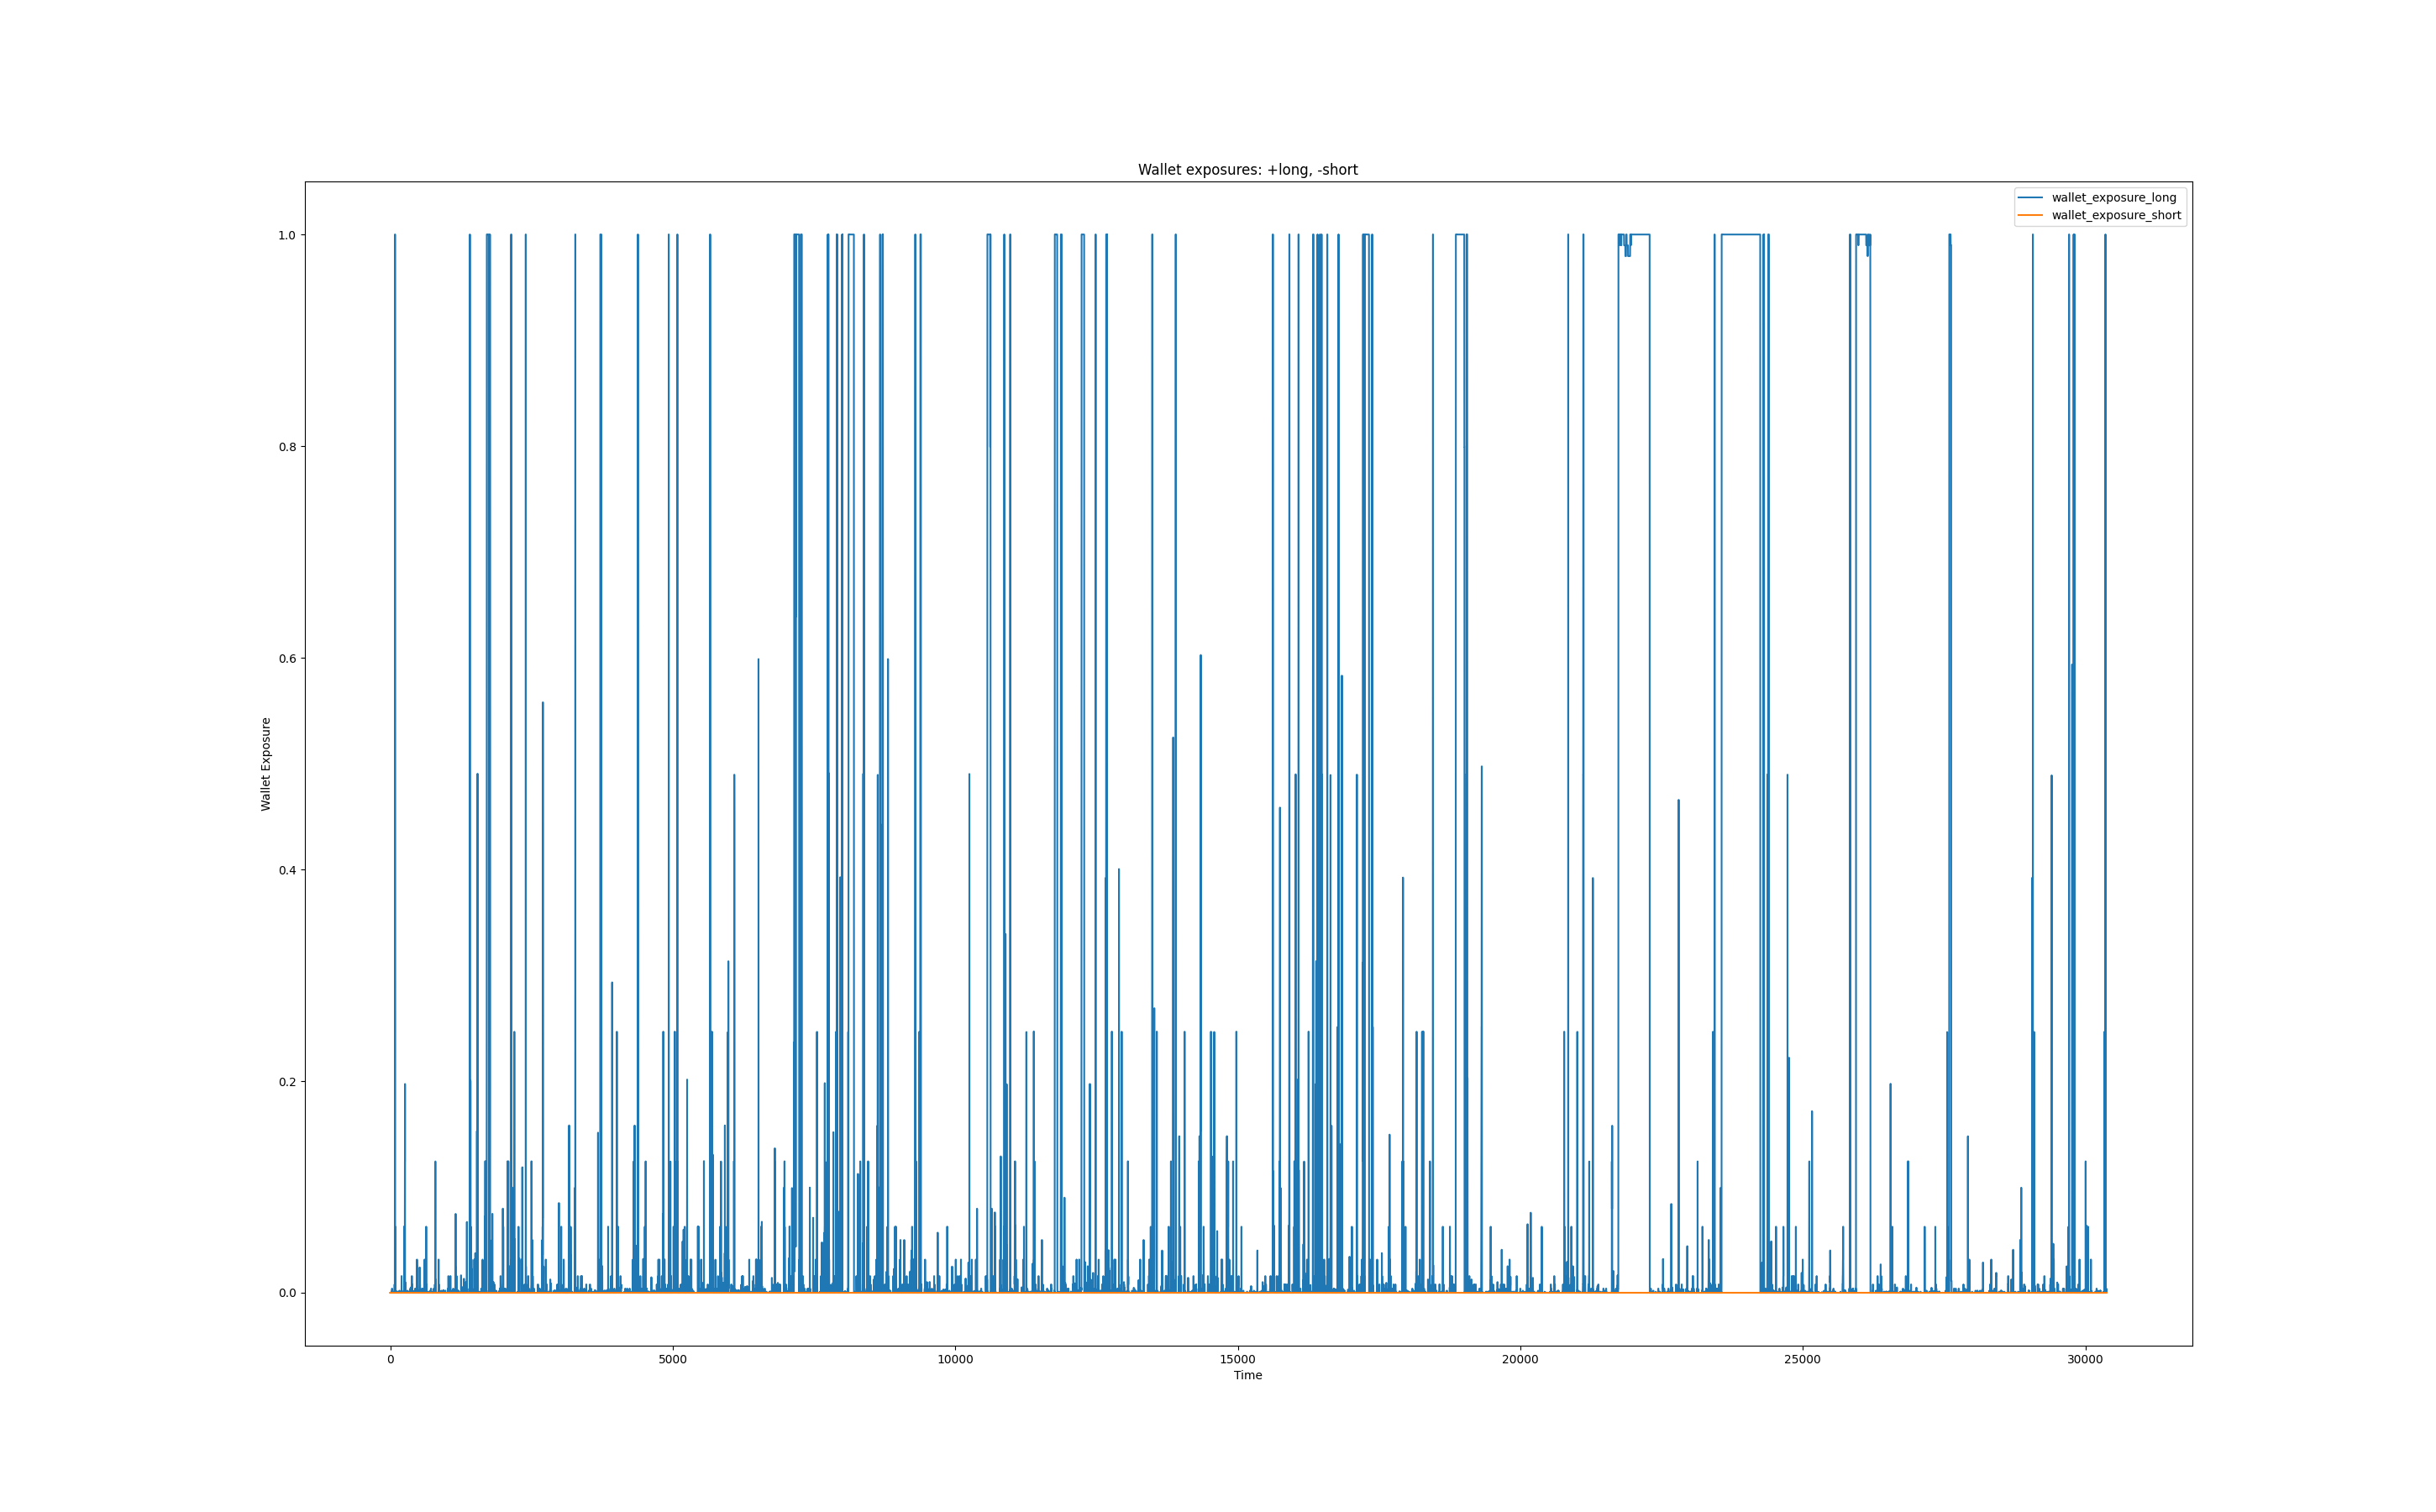 Wallet exposures: +long, -short
wallet_exposure_long
wallet_exposure_short
1.0
0.8
0.6
0.4
0.2
0.0
Wallet Exposure
0 5000 10000 15000 20000 25000 30000
Time